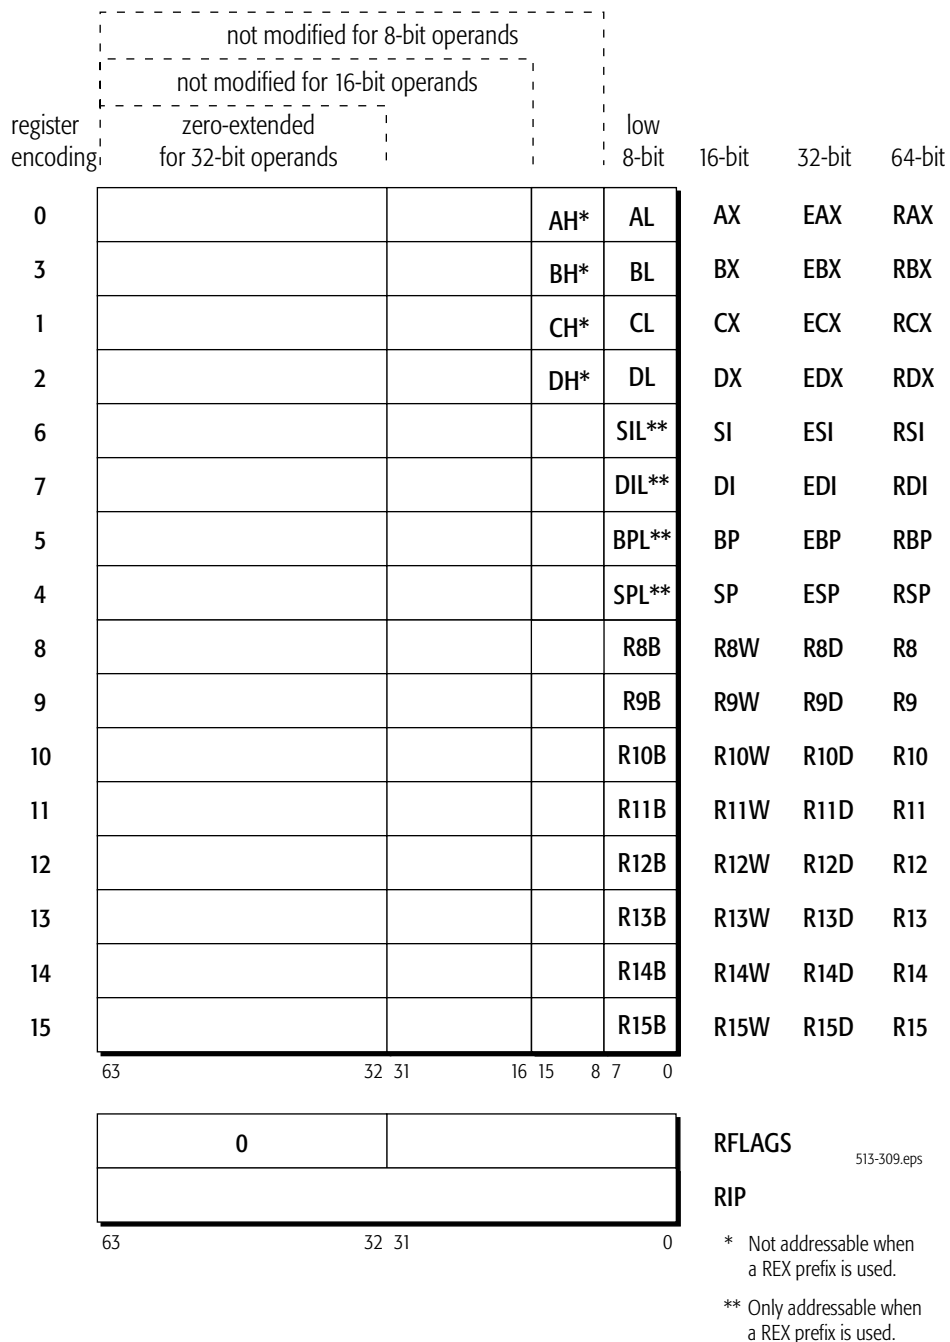 not modified for 8-bit operands
not modified for 16-bit operands
register zero-extended low
encoding for 32-bit operands 8-bit 16-bit 32-bit 64-bit
0 AH* AL AX EAX RAX
3 BH* BL BX EBX RBX
1 CH* CL CX ECX RCX
2 DH* DL DX EDX RDX
6 SIL** SI ESI RSI
7 DIL** DI EDI RDI
5 BPL** BP EBP RBP
4 SPL** SP ESP RSP
8 R8B R8W R8D R8
9 R9B R9W R9D R9
10 R10B R10W R10D R10
11 R11B R11W R11D R11
12 R12B R12W R12D R12
13 R13B R13W R13D R13
14 R14B R14W R14D R14
15 R15B R15W R15D R15
63 32 31 16 15 8 7 0
0 RFLAGS 513-309.eps
RIP
63 32 31 0
* Not addressable when
a REX prefix is used.
** Only addressable when
a REX prefix is used.